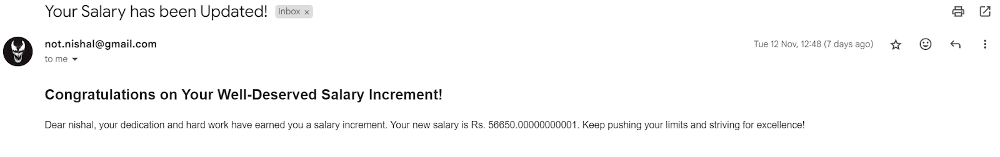 Your Salary has been Updated! Inbox ×
not.nishal@gmail.com Tue 12 Nov, 12:48 (7 days ago)
to me
Congratulations on Your Well-Deserved Salary Increment!
Dear nishal, your dedication and hard work have earned you a salary increment. Your new salary is Rs. 56650.00000000001. Keep pushing your limits and striving for excellence!